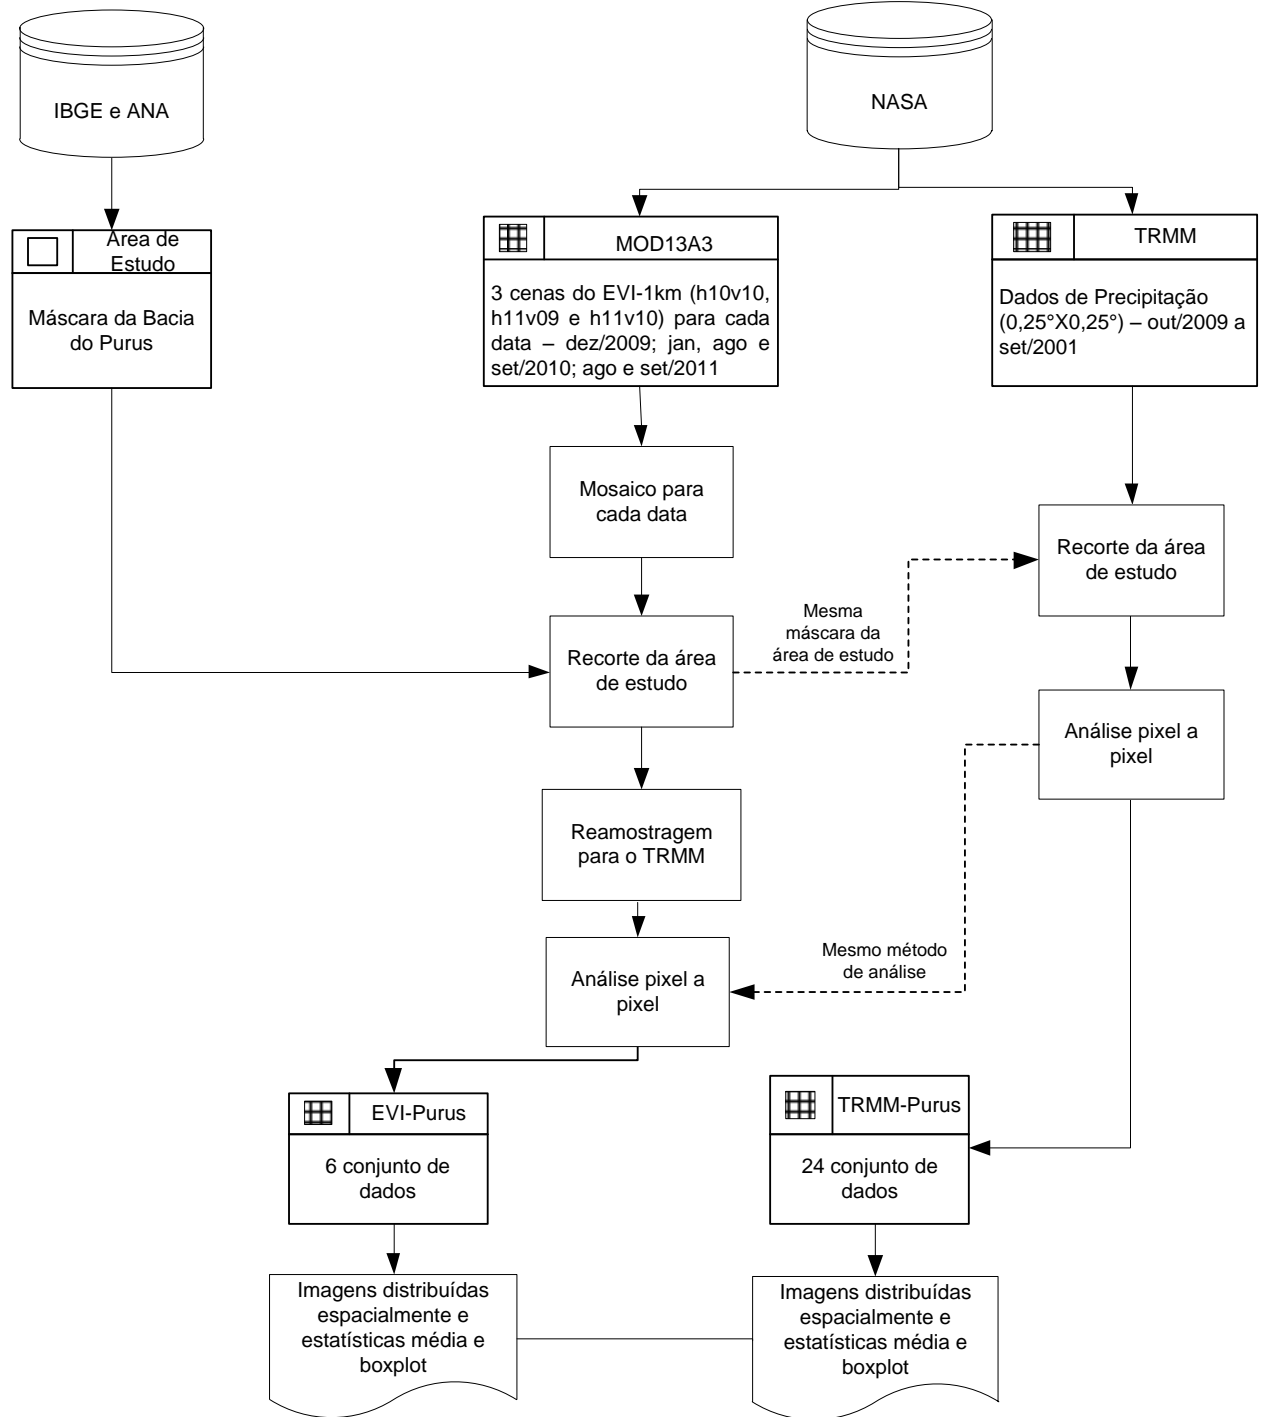 IBGE e ANA
NASA
Área de
Estudo
Máscara da Bacia
do Purus
MOD13A3
3 cenas do EVI-1km (h10v10,
h11v09 e h11v10) para cada
data – dez/2009; jan, ago e
set/2010; ago e set/2011
TRMM
Dados de Precipitação
(0,25°X0,25°) – out/2009 a
set/2001
Mosaico para
cada data
Recorte da área
de estudo
Mesma
máscara da
área de estudo
Recorte da área
de estudo
Análise pixel a
pixel
Reamostragem
para o TRMM
Mesmo método
de análise
Análise pixel a
pixel
EVI-Purus
6 conjunto de
dados
TRMM-Purus
24 conjunto de
dados
Imagens distribuídas
espacialmente e
estatísticas média e
boxplot
Imagens distribuídas
espacialmente e
estatísticas média e
boxplot